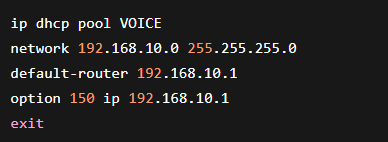 ip dhcp pool VOICE
network 192.168.10.0 255.255.255.0
default-router 192.168.10.1
option 150 ip 192.168.10.1
exit